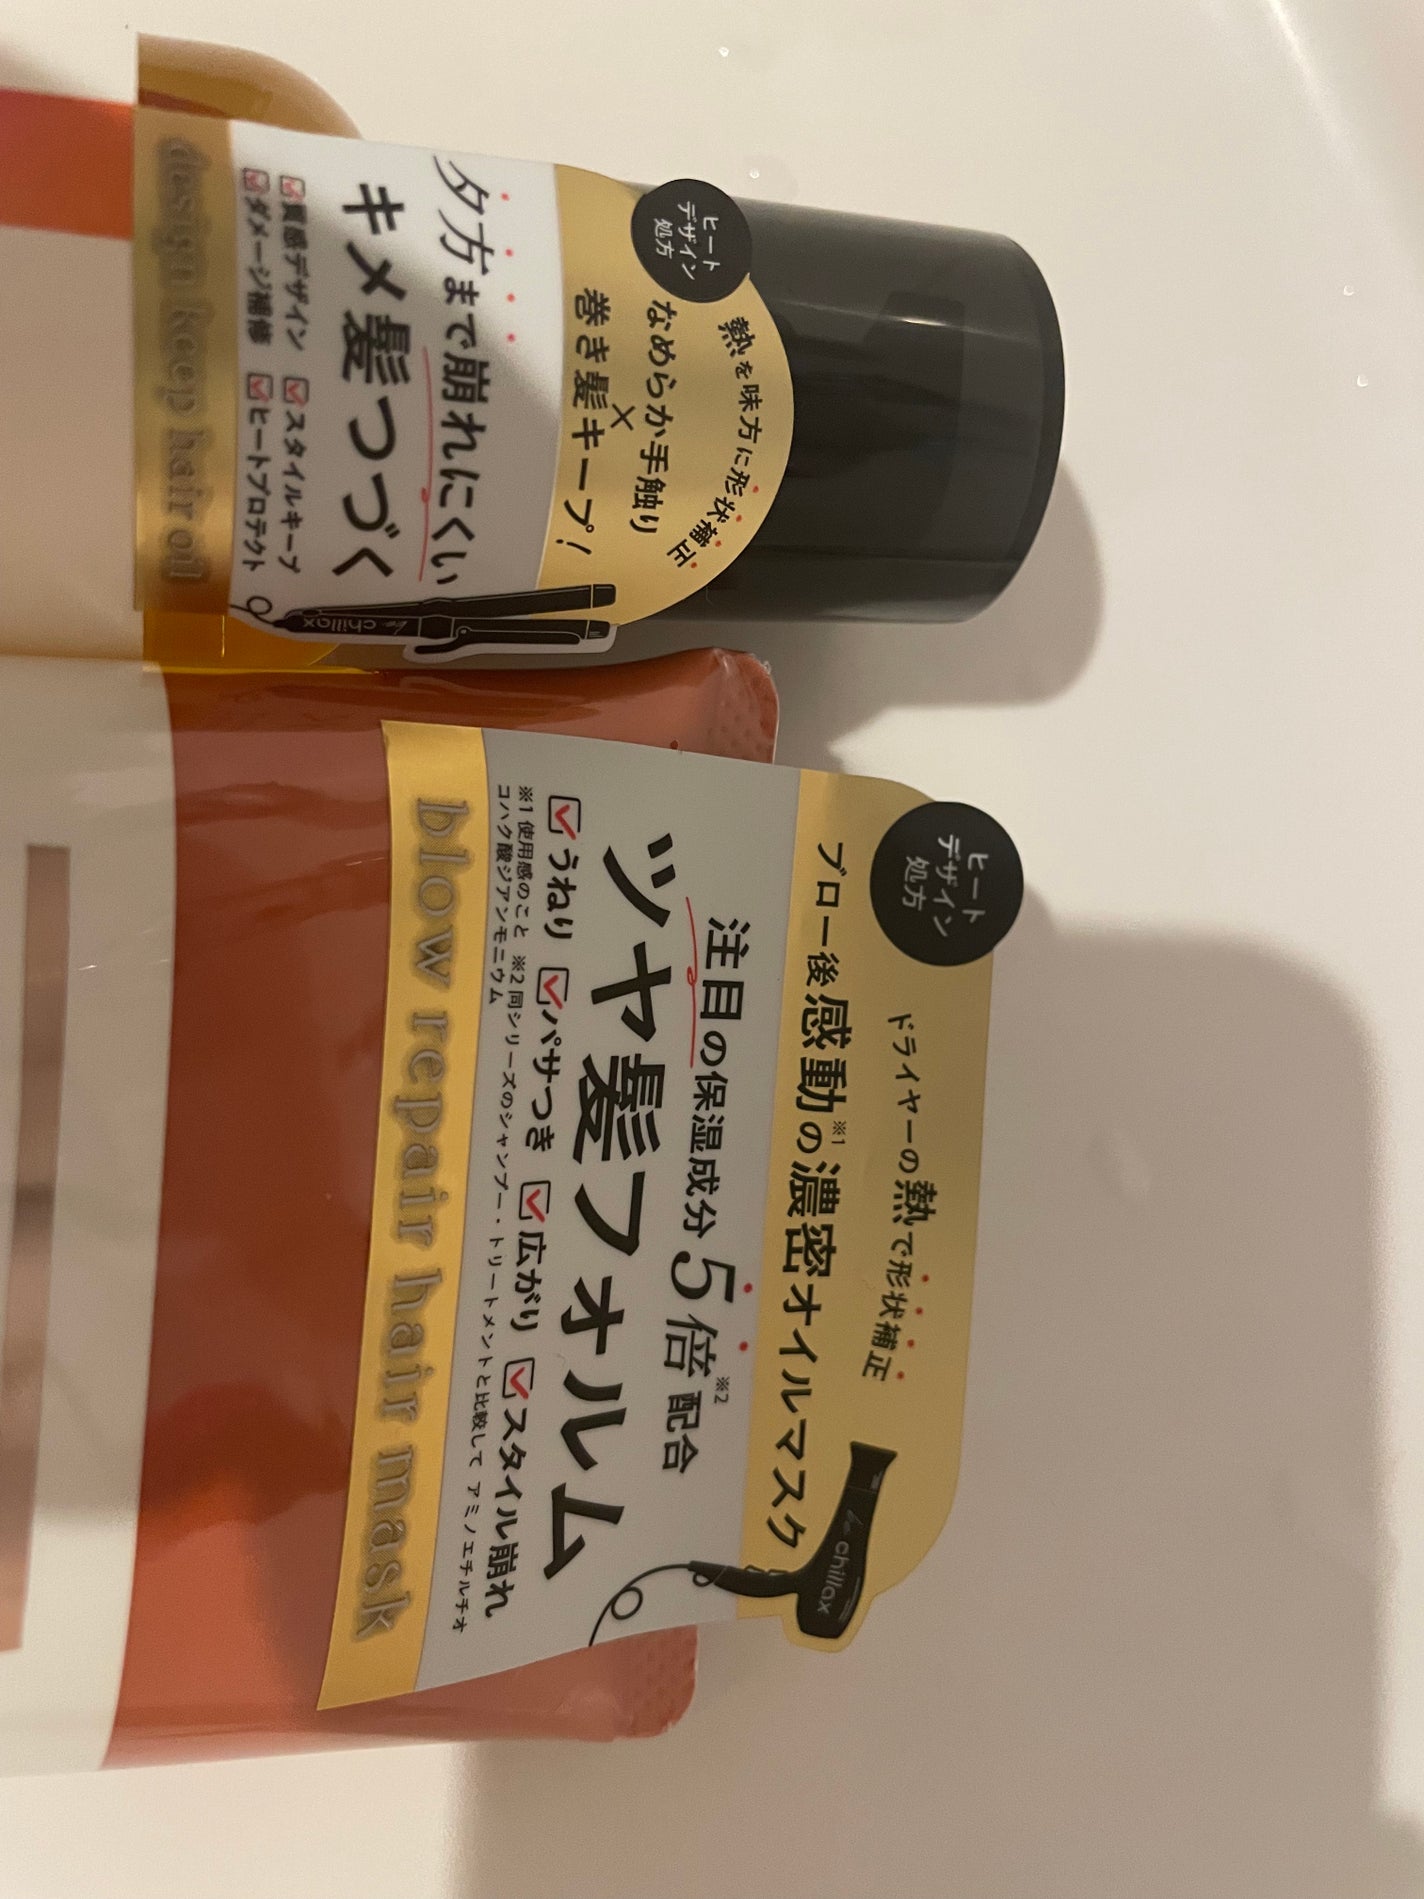 ヒート
デザイン
処方
熱を味方に形状補正
なめらか手触り
×
巻き髪キープ!
夕方まで崩れにくい
キメ髪つづく
質感デザイン スタイルキープ
ダメージ補修 ヒートプロテクト
be chillax
design keep hair oil
ヒート
デザイン
処方
ドライヤーの熱で形状補正
ブロー後感動※1の濃密オイルマスク
be chillax
注目の保湿成分5倍※2配合
ツヤ髪フォルム
うねり パサつき 広がり スタイル崩れ
※1 使用感のこと ※2 同シリーズのシャンプー・トリートメントと比較して アミノエチルチオ
コハク酸ジアンモニウム
blow repair hair mask